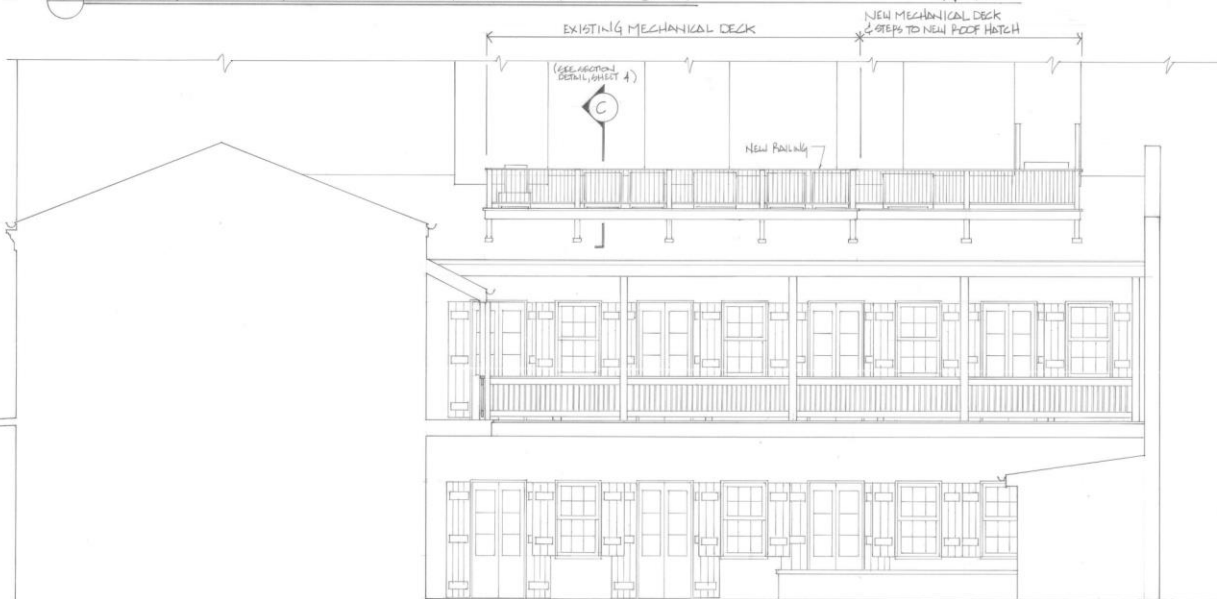 EXISTING MECHANICAL DECK
NEW MECHANICAL DECK
& STEPS TO NEW ROOF HATCH
(SEE SECTION
DETAIL, SHEET 4)
C
NEW RAILING